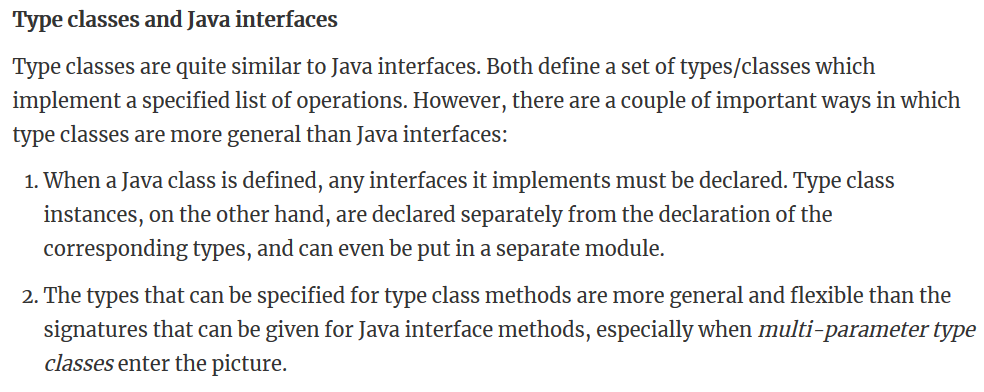 Type classes and Java interfaces
Type classes are quite similar to Java interfaces. Both define a set of types/classes which
implement a specified list of operations. However, there are a couple of important ways in which
type classes are more general than Java interfaces:
1. When a Java class is defined, any interfaces it implements must be declared. Type class
instances, on the other hand, are declared separately from the declaration of the
corresponding types, and can even be put in a separate module.
2. The types that can be specified for type class methods are more general and flexible than the
signatures that can be given for Java interface methods, especially when multi-parameter type
classes enter the picture.